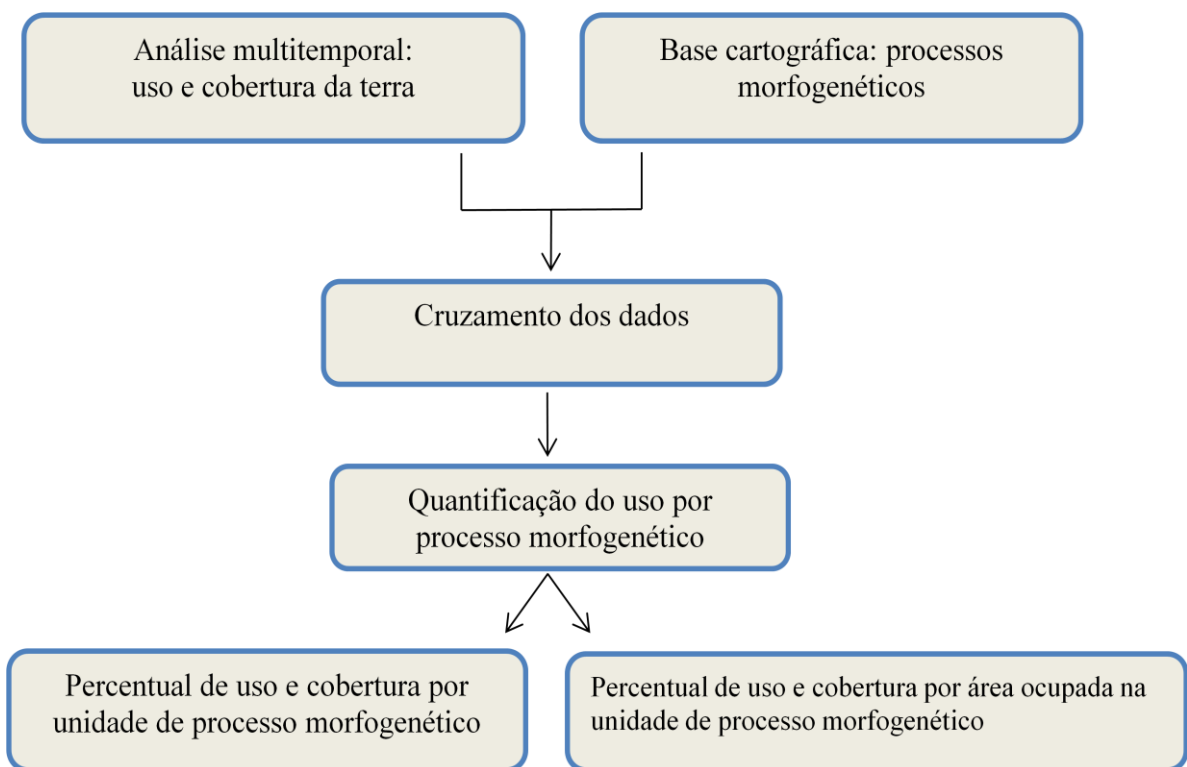 Análise multitemporal:
uso e cobertura da terra
Base cartográfica: processos
morfogenéticos
Cruzamento dos dados
Quantificação do uso por
processo morfogenético
Percentual de uso e cobertura por
unidade de processo morfogenético
Percentual de uso e cobertura por área ocupada na
unidade de processo morfogenético